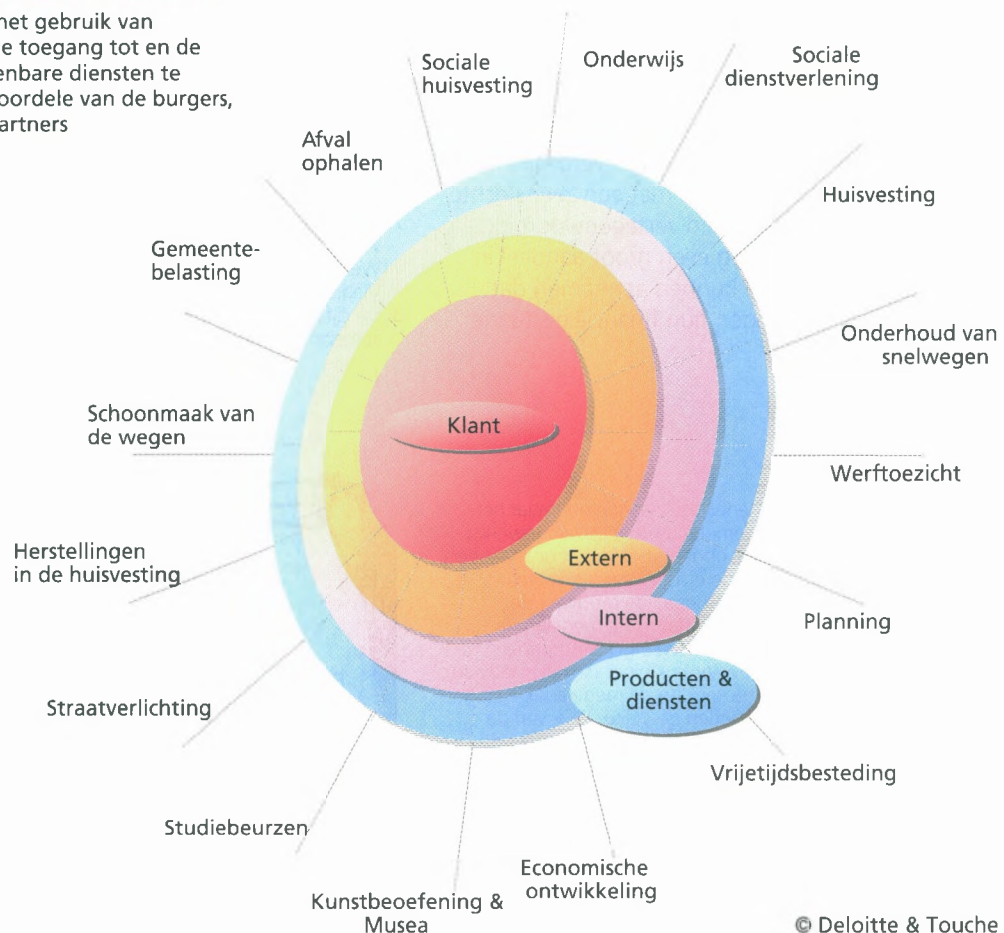 het gebruik van
e toegang tot en de
enbare diensten te
oordele van de burgers,
artners
Sociale
huisvesting
Onderwijs
Sociale
dienstverlening
Afval
ophalen
Huisvesting
Gemeente-
belasting
Onderhoud van
snelwegen
Schoonmaak van
de wegen
Klant
Werftoezicht
Herstellingen
in de huisvesting
Extern
Intern
Planning
Producten &
diensten
Straatverlichting
Vrijetijdsbesteding
Studiebeurzen
Economische
ontwikkeling
Kunstbeoefening &
Musea
© Deloitte & Touche